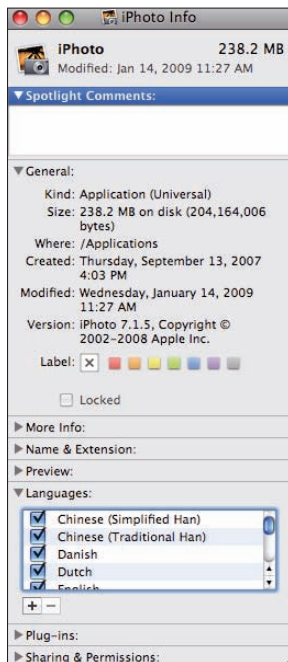 iPhoto Info
iPhoto 238.2 MB
Modified: Jan 14, 2009 11:27 AM
Spotlight Comments:
General:
Kind: Application (Universal)
Size: 238.2 MB on disk (204,164,006
bytes)
Where: /Applications
Created: Thursday, September 13, 2007
4:03 PM
Modified: Wednesday, January 14, 2009
11:27 AM
Version: iPhoto 7.1.5, Copyright ©
2002-2008 Apple Inc.
Label:
Locked
More Info:
Name & Extension:
Preview:
Languages:
Chinese (Simplified Han)
Chinese (Traditional Han)
Danish
Dutch
English
Plug-ins:
Sharing & Permissions: